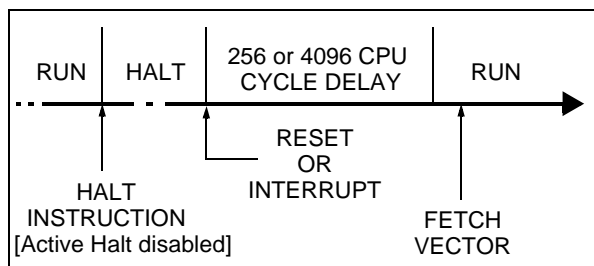 RUN
HALT
256 or 4096 CPU
CYCLE DELAY
RUN
RESET
OR
INTERRUPT
HALT
INSTRUCTION
[Active Halt disabled]
FETCH
VECTOR